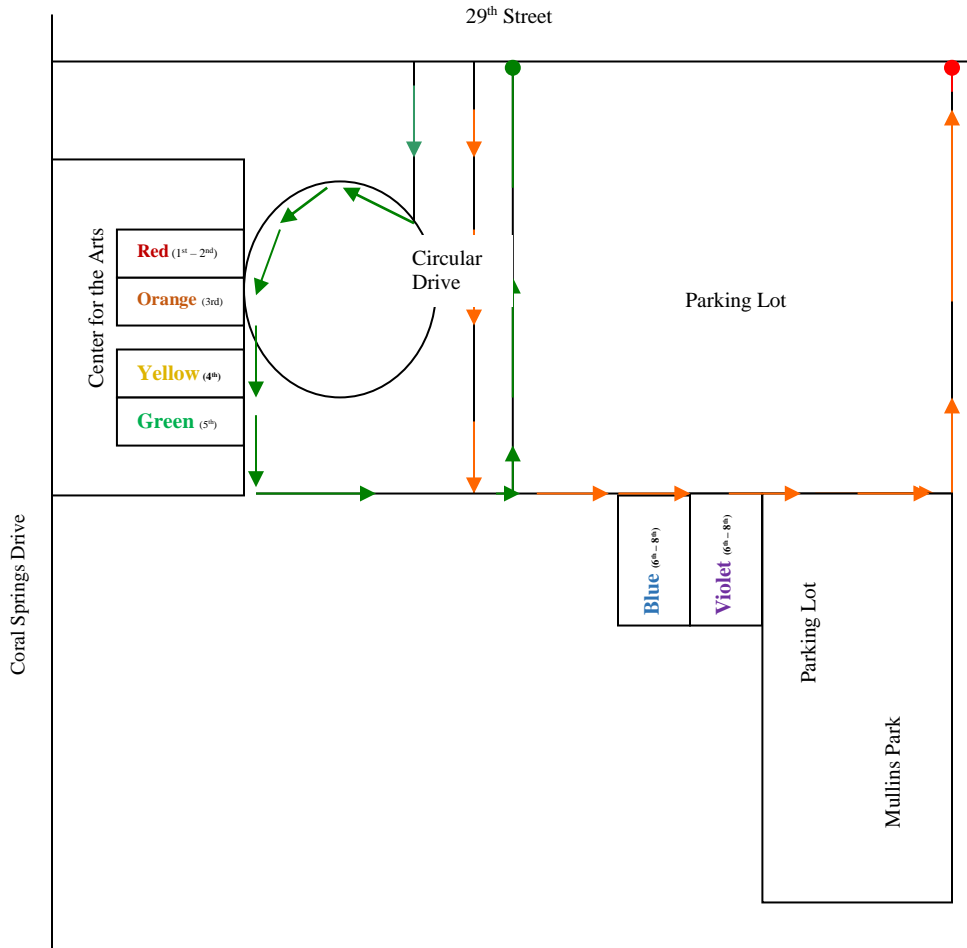 29th Street
Center for the Arts
Red (1st – 2nd)
Orange (3rd)
Yellow (4th)
Green (5th)
Circular
Drive
Parking Lot
Coral Springs Drive
Blue (6th – 8th)
Violet (6th – 8th)
Parking Lot
Mullins Park